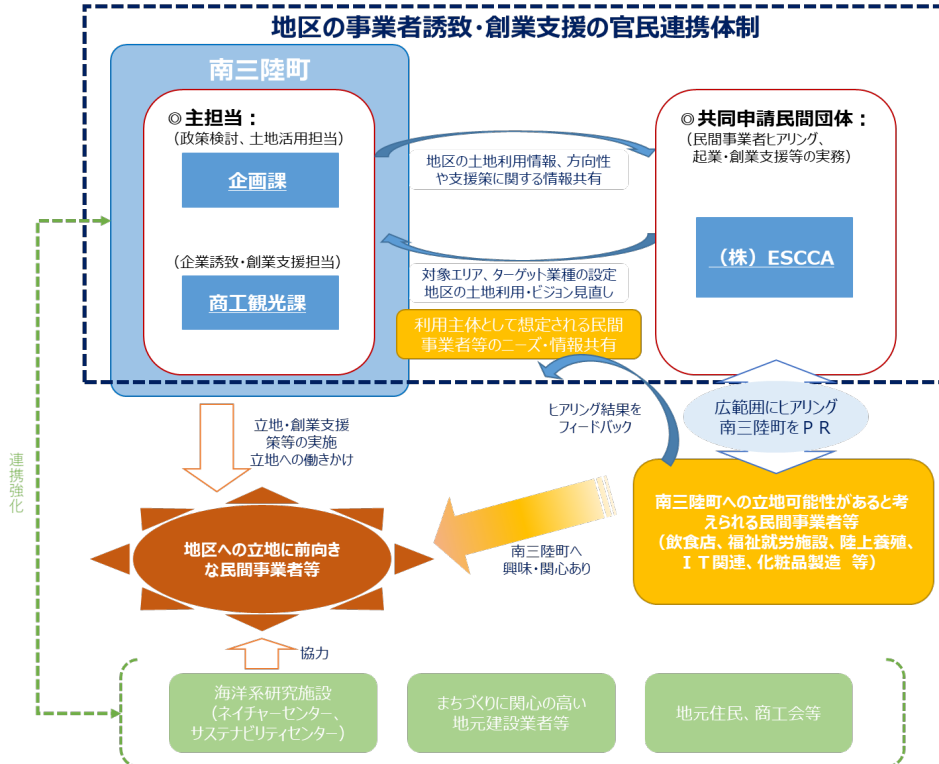 地区の事業者誘致・創業支援の官民連携体制
南三陸町
◎主担当：
（政策検討、土地活用担当）
企画課
（企業誘致・創業支援担当）
商工観光課
地区の土地利用情報、方向性
や支援策に関する情報共有
対象エリア、ターゲット業種の設定
地区の土地利用・ビジョン見直し
利用主体として想定される民間
事業者等のニーズ・情報共有
◎共同申請民間団体：
（民間事業者ヒアリング、
起業・創業支援等の実務）
（株）ESCCA
広範囲にヒアリング
南三陸町をＰＲ
ヒアリング結果を
フィードバック
南三陸町への立地可能性があると考
えられる民間事業者等
（飲食店、福祉就労施設、陸上養殖、
ＩＴ関連、化粧品製造 等）
南三陸町へ
興味・関心あり
立地・創業支援
策等の実施
立地への働きかけ
地区への立地に前向き
な民間事業者等
協力
連携強化
海洋系研究施設
（ネイチャーセンター、
サステナビリティセンター）
まちづくりに関心の高い
地元建設業者等
地元住民、商工会等